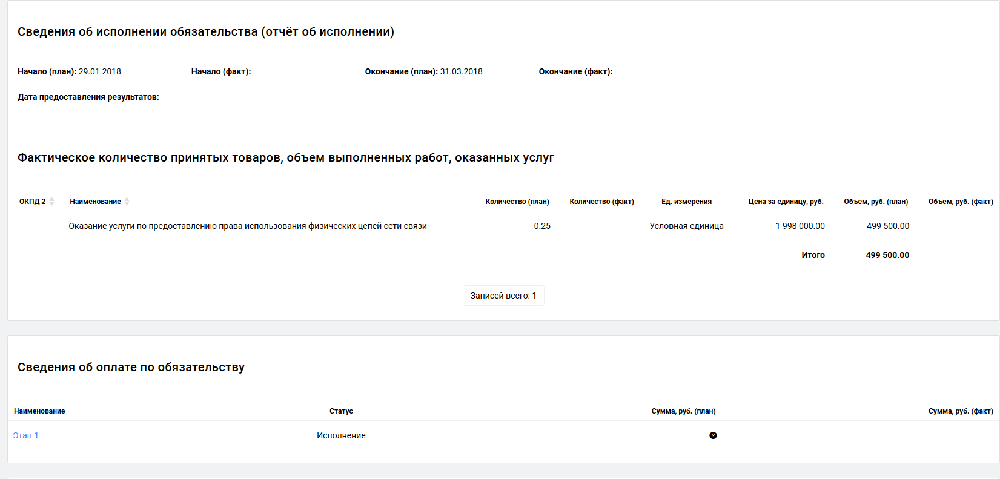 Сведения об исполнении обязательства (отчёт об исполнении)
Начало (план): 29.01.2018 Начало (факт): Окончание (план): 31.03.2018 Окончание (факт):
Дата предоставления результатов:
Фактическое количество принятых товаров, объем выполненных работ, оказанных услуг
ОКПД 2 Наименование Количество (план) Количество (факт) Ед. измерения Цена за единицу, руб. Объем, руб. (план) Объем, руб. (факт)
Оказание услуги по предоставлению права использования физических цепей сети связи 0.25 Условная единица 1 998 000.00 499 500.00
Итого 499 500.00
Записей всего: 1
Сведения об оплате по обязательству
Наименование Статус Сумма, руб. (план) Сумма, руб. (факт)
Этап 1 Исполнение ?